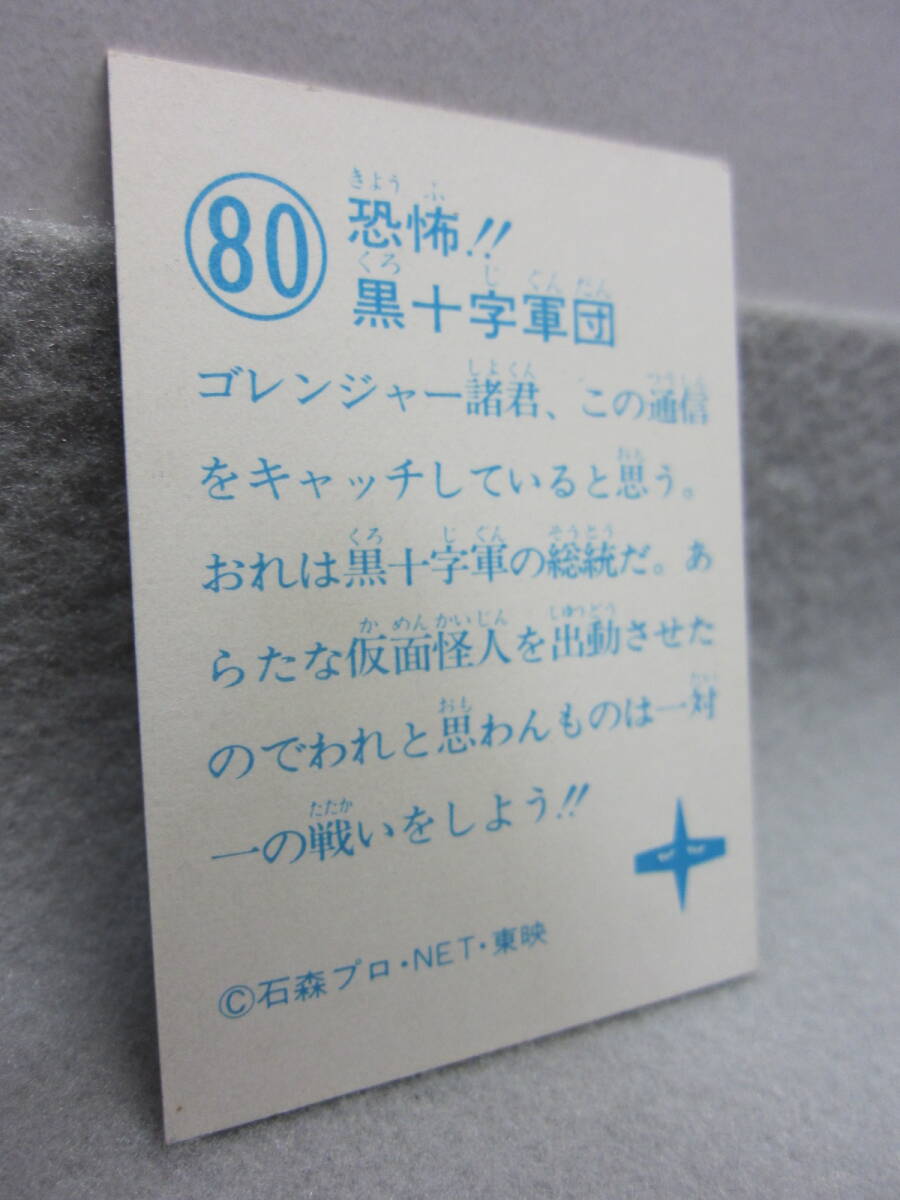 80
恐怖!!
黒十字軍団
ゴレンジャー諸君、この通信
をキャッチしていると思う。
おれは黒十字軍の総統だ。あ
らたな仮面怪人を出動させた
のでわれと思わんものは一対
一の戦いをしよう!!
©石森プロ・NET・東映